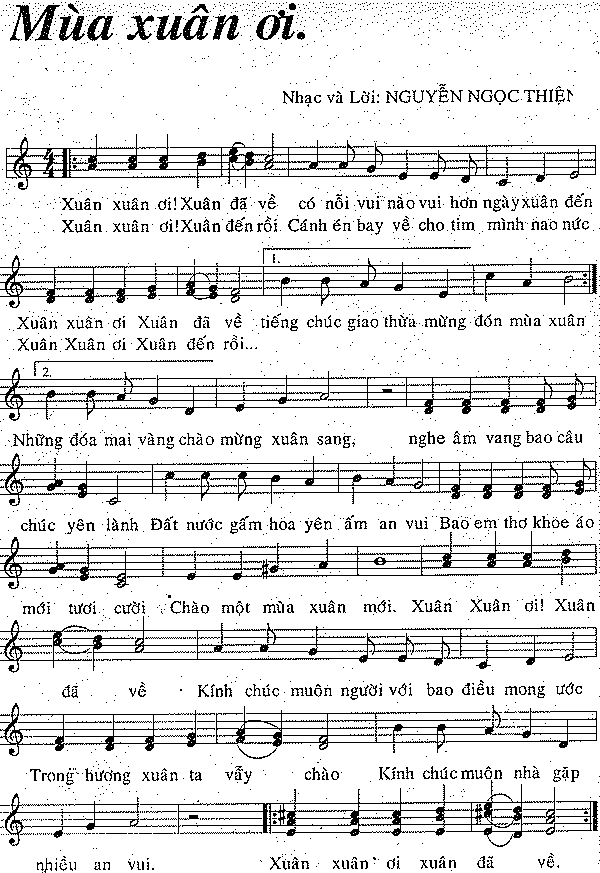 Mùa xuân ơi.
Nhạc và Lời: NGUYỄN NGỌC THIỆN
Xuân xuân ơi! Xuân đã về có nỗi vui nào vui hơn ngày xuân đến
Xuân xuân ơi! Xuân đến rồi Cánh én bay về cho tim mình nao nức
1.
Xuân xuân ơi Xuân đã về tiếng chúc giao thừa mừng đón mùa xuân
Xuân Xuân ơi Xuân đến rồi...
2.
Những đóa mai vàng chào mừng xuân sang, nghe âm vang bao câu
chúc yên lành Đất nước gấm hoa yên ấm an vui Bao em thơ khoe áo
mới tươi cười Chào một mùa xuân mới. Xuân Xuân ơi! Xuân
đã về Kính chúc muôn người với bao điều mong ước
Trong hương xuân ta vẫy chào Kính chúc muôn nhà gặp
nhiều an vui. Xuân xuân ơi xuân đã về.